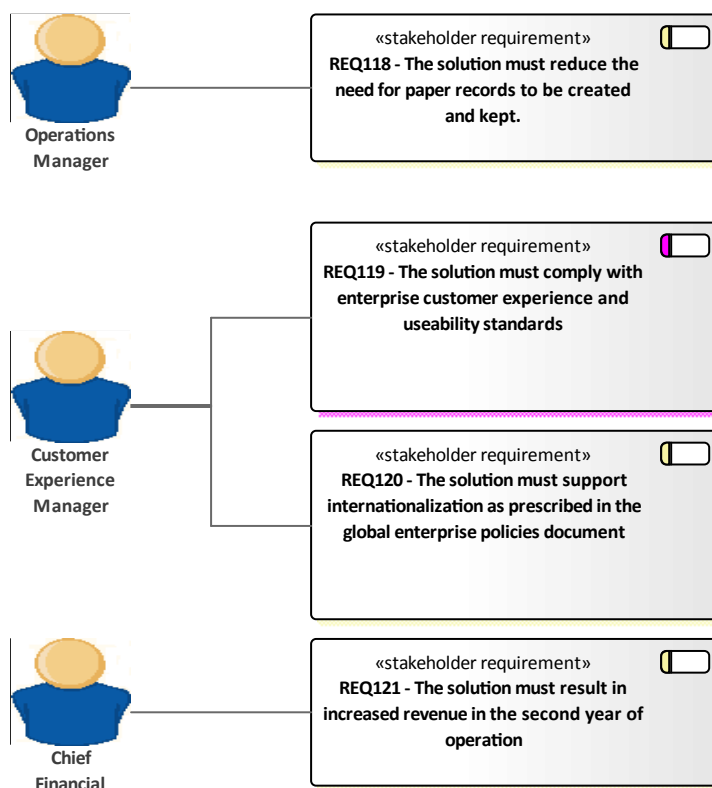 «stakeholder requirement»
REQ118 - The solution must reduce the
need for paper records to be created
and kept.
Operations
Manager
«stakeholder requirement»
REQ119 - The solution must comply with
enterprise customer experience and
useability standards
Customer
Experience
Manager
«stakeholder requirement»
REQ120 - The solution must support
internationalization as prescribed in the
global enterprise policies document
«stakeholder requirement»
REQ121 - The solution must result in
increased revenue in the second year of
operation
Chief
Financial